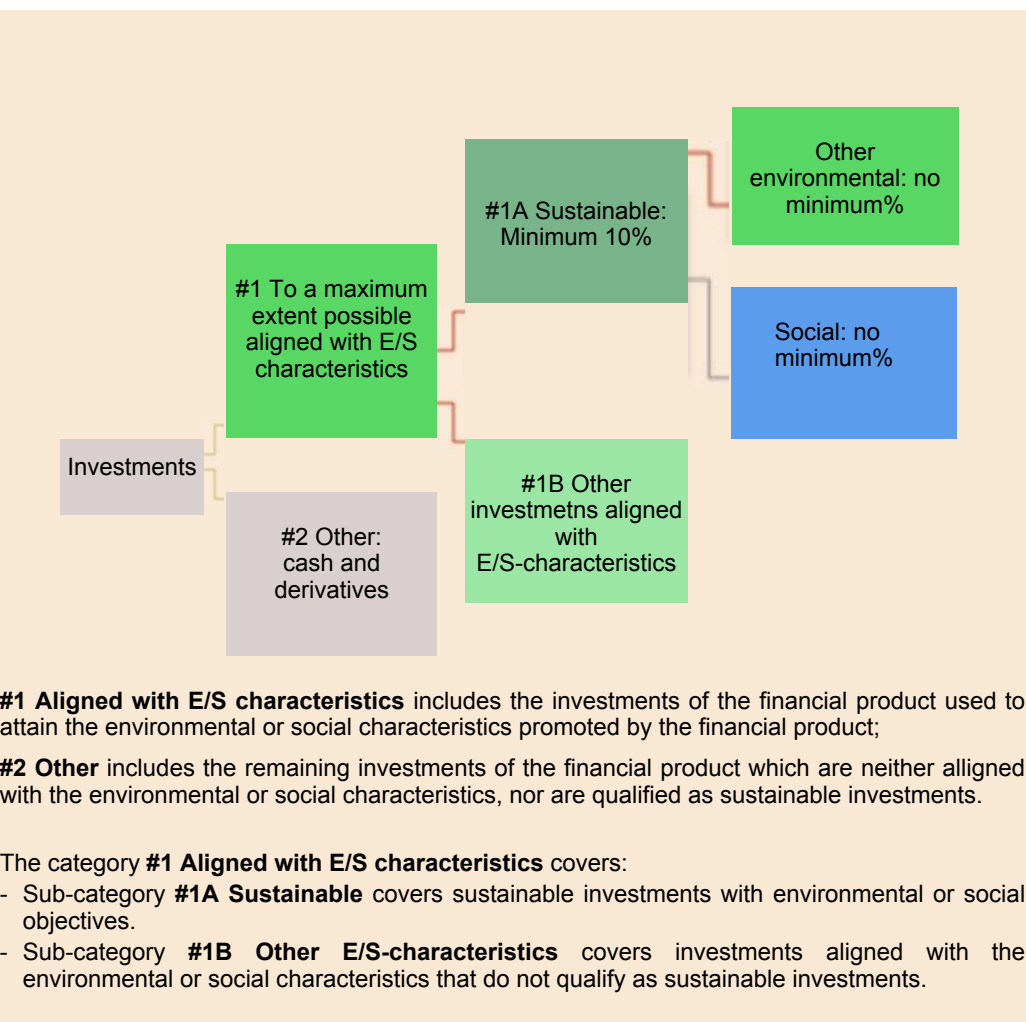 Other
environmental: no
minimum%
#1A Sustainable:
Minimum 10%
#1 To a maximum
extent possible
aligned with E/S
characteristics
Social: no
minimum%
Investments
#1B Other
investmetns aligned
with
E/S-characteristics
#2 Other:
cash and
derivatives
#1 Aligned with E/S characteristics includes the investments of the financial product used to
attain the environmental or social characteristics promoted by the financial product;
#2 Other includes the remaining investments of the financial product which are neither alligned
with the environmental or social characteristics, nor are qualified as sustainable investments.
The category #1 Aligned with E/S characteristics covers:
- Sub-category #1A Sustainable covers sustainable investments with environmental or social
objectives.
- Sub-category #1B Other E/S-characteristics covers investments aligned with the
environmental or social characteristics that do not qualify as sustainable investments.